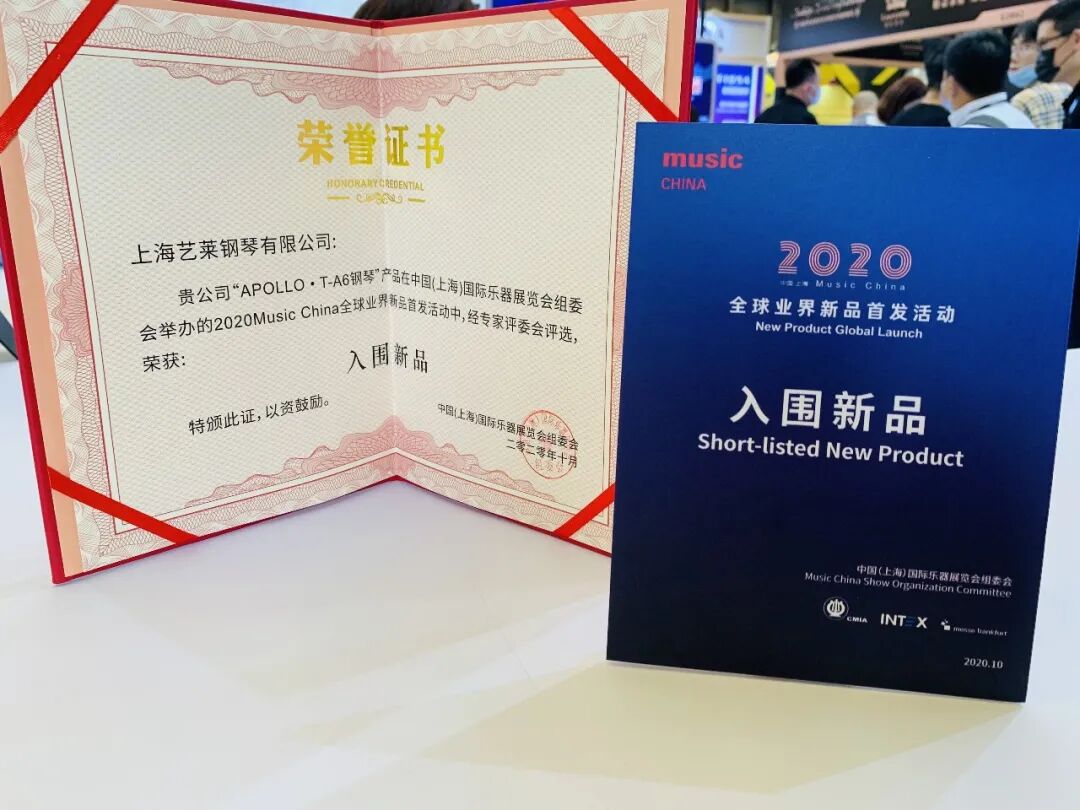 荣誉证书
HONORARY CREDENTIAL
上海艺莱钢琴有限公司:
贵公司“APOLLO·T-A6钢琴”产品在中国(上海)国际乐器展览会组委
会举办的2020Music China全球业界新品首发活动中,经专家评委会评选,
荣获:
入围新品
特颁此证,以资鼓励。
中国(上海)国际乐器展览会组委会
二零二零年十月
music
CHINA
2020
中国 上海 Music China
全球业界新品首发活动
New Product Global Launch
入围新品
Short-listed New Product
中国(上海)国际乐器展览会组委会
Music China Show Organization Committee
CMIA INTEX messe frankfurt
2020.10